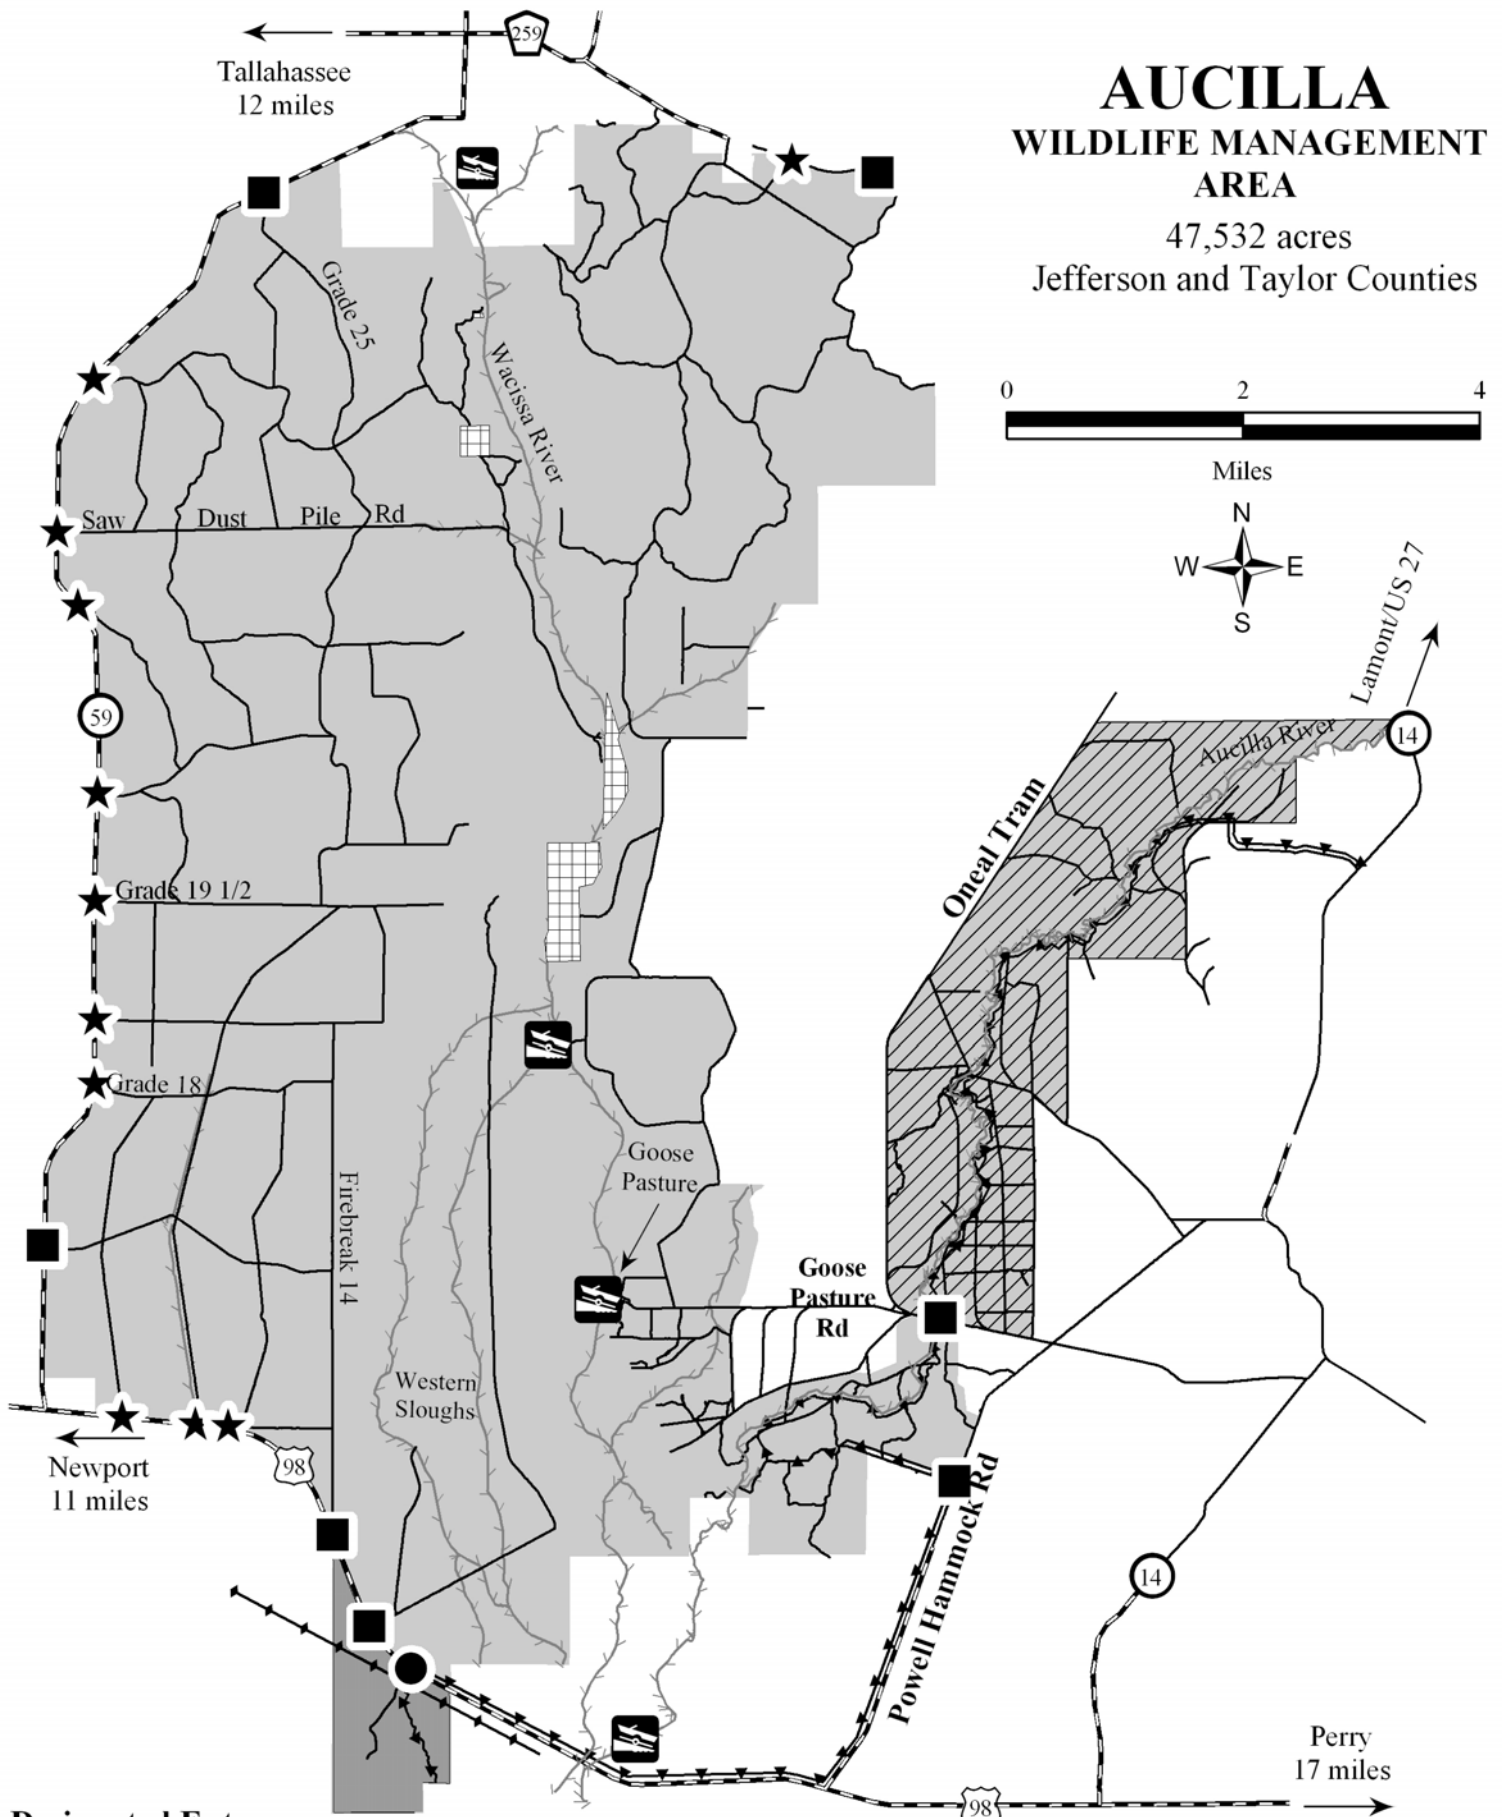 259
Tallahassee
12 miles
AUCILLA
WILDLIFE MANAGEMENT
AREA
47,532 acres
Jefferson and Taylor Counties
0 2 4
Miles
N
W E
S
Grade 25
Wacissa River
Saw Dust Pile Rd
59
Lamont/US 27
14
Aucilla River
Oneal Tram
Grade 19 1/2
Grade 18
Firebreak 14
Goose
Pasture
Goose
Pasture
Rd
Western
Sloughs
98
Newport
11 miles
Powell Hammock Rd
14
Perry
17 miles
98